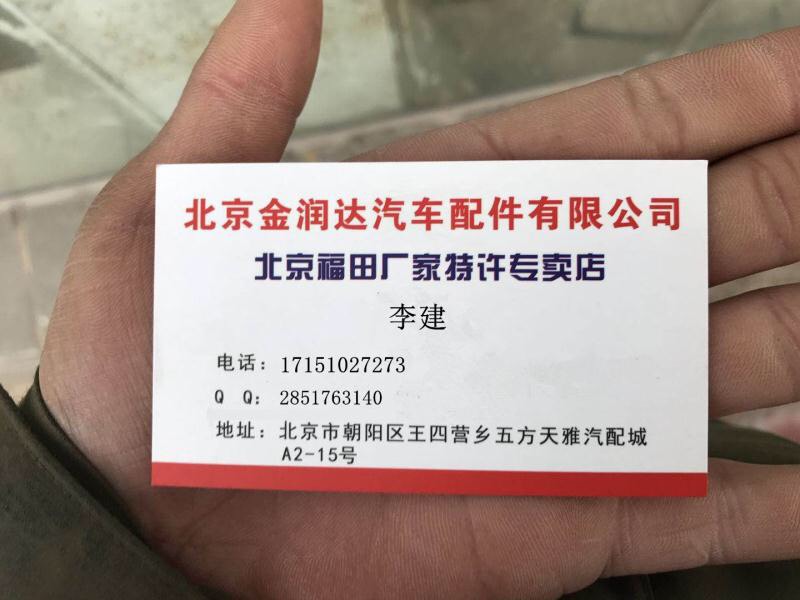 北京金润达汽车配件有限公司
北京福田厂家特许专卖店
李建
电话：17151027273
Q Q：2851763140
地址：北京市朝阳区王四营乡五方天雅汽配城
A2-15号